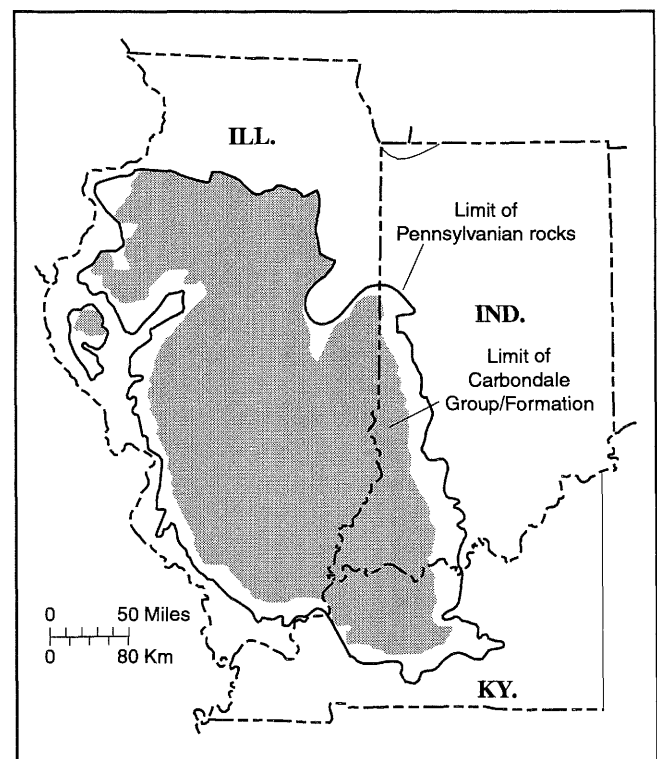 ILL.
Limit of
Pennsylvanian rocks
IND.
Limit of
Carbondale
Group/Formation
0 50 Miles
0 80 Km
KY.